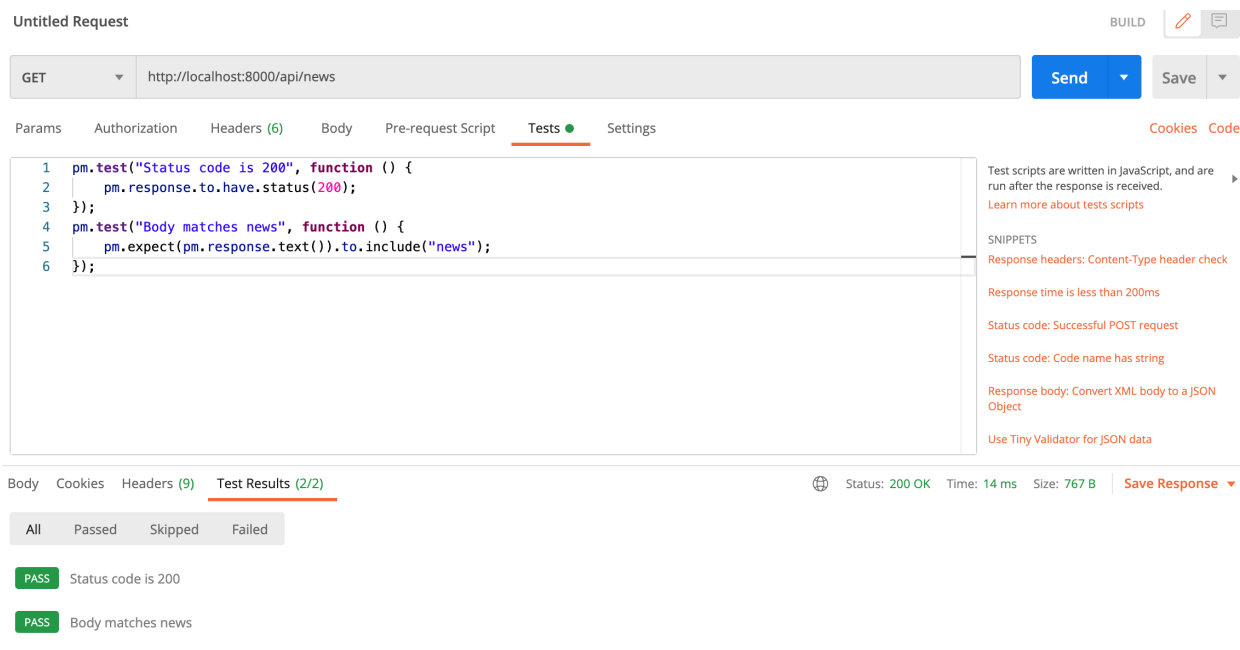 Untitled Request
BUILD
GET
http://localhost:8000/api/news
Send
Save
Params Authorization Headers (6) Body Pre-request Script Tests Settings
Cookies Code
1 pm.test("Status code is 200", function () {
2 pm.response.to.have.status(200);
3 });
4 pm.test("Body matches news", function () {
5 pm.expect(pm.response.text()).to.include("news");
6 });
Test scripts are written in JavaScript, and are
run after the response is received.
Learn more about tests scripts
SNIPPETS
Response headers: Content-Type header check
Response time is less than 200ms
Status code: Successful POST request
Status code: Code name has string
Response body: Convert XML body to a JSON
Object
Use Tiny Validator for JSON data
Body Cookies Headers (9) Test Results (2/2)
Status: 200 OK Time: 14 ms Size: 767 B
Save Response
All Passed Skipped Failed
PASS Status code is 200
PASS Body matches news